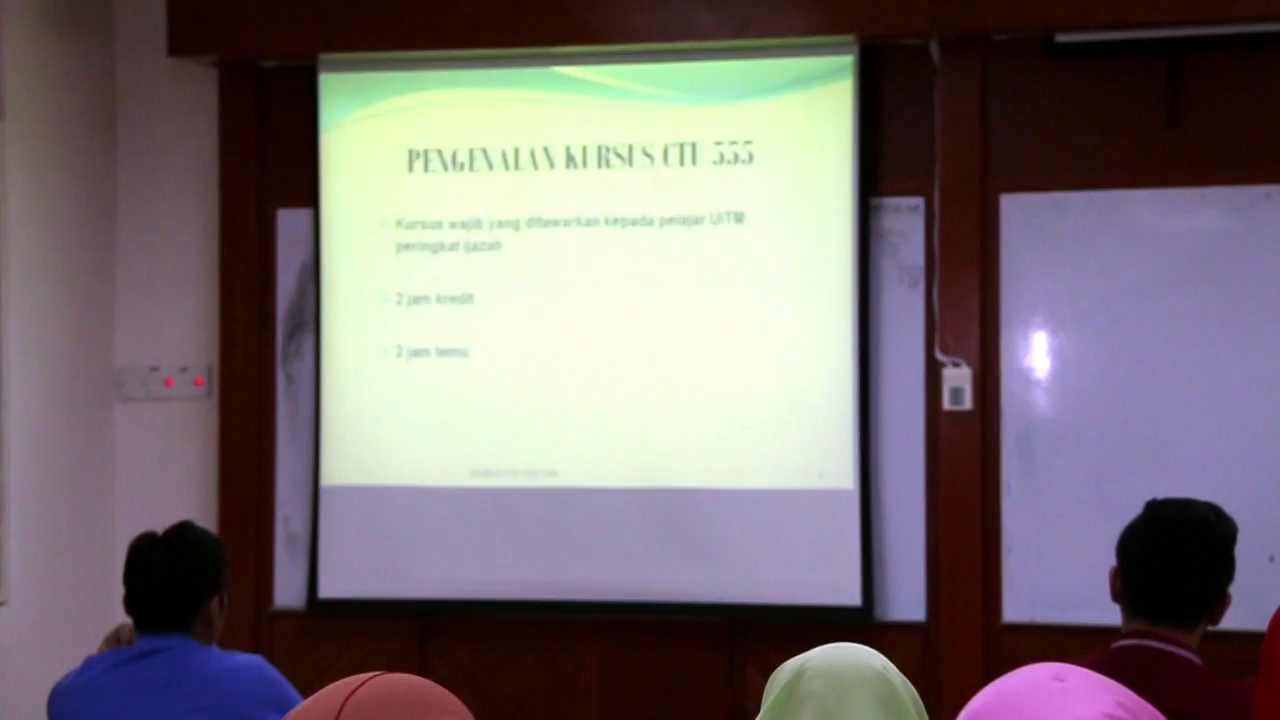 PENGENALAN KURSUS CTU 555
Kursus wajib yang ditawarkan kepada pelajar UiTM
peringkat ijazah
2 jam kredit
2 jam temu